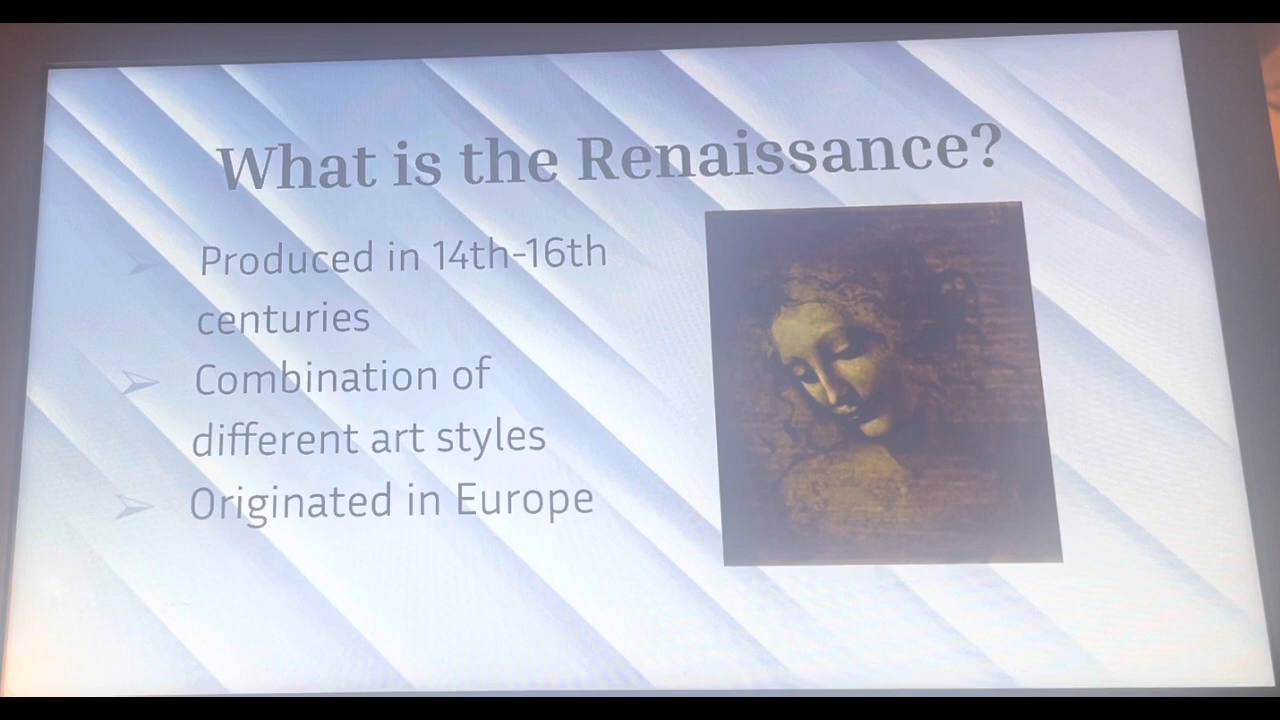 What is the Renaissance?
Produced in 14th-16th
centuries
Combination of
different art styles
Originated in Europe